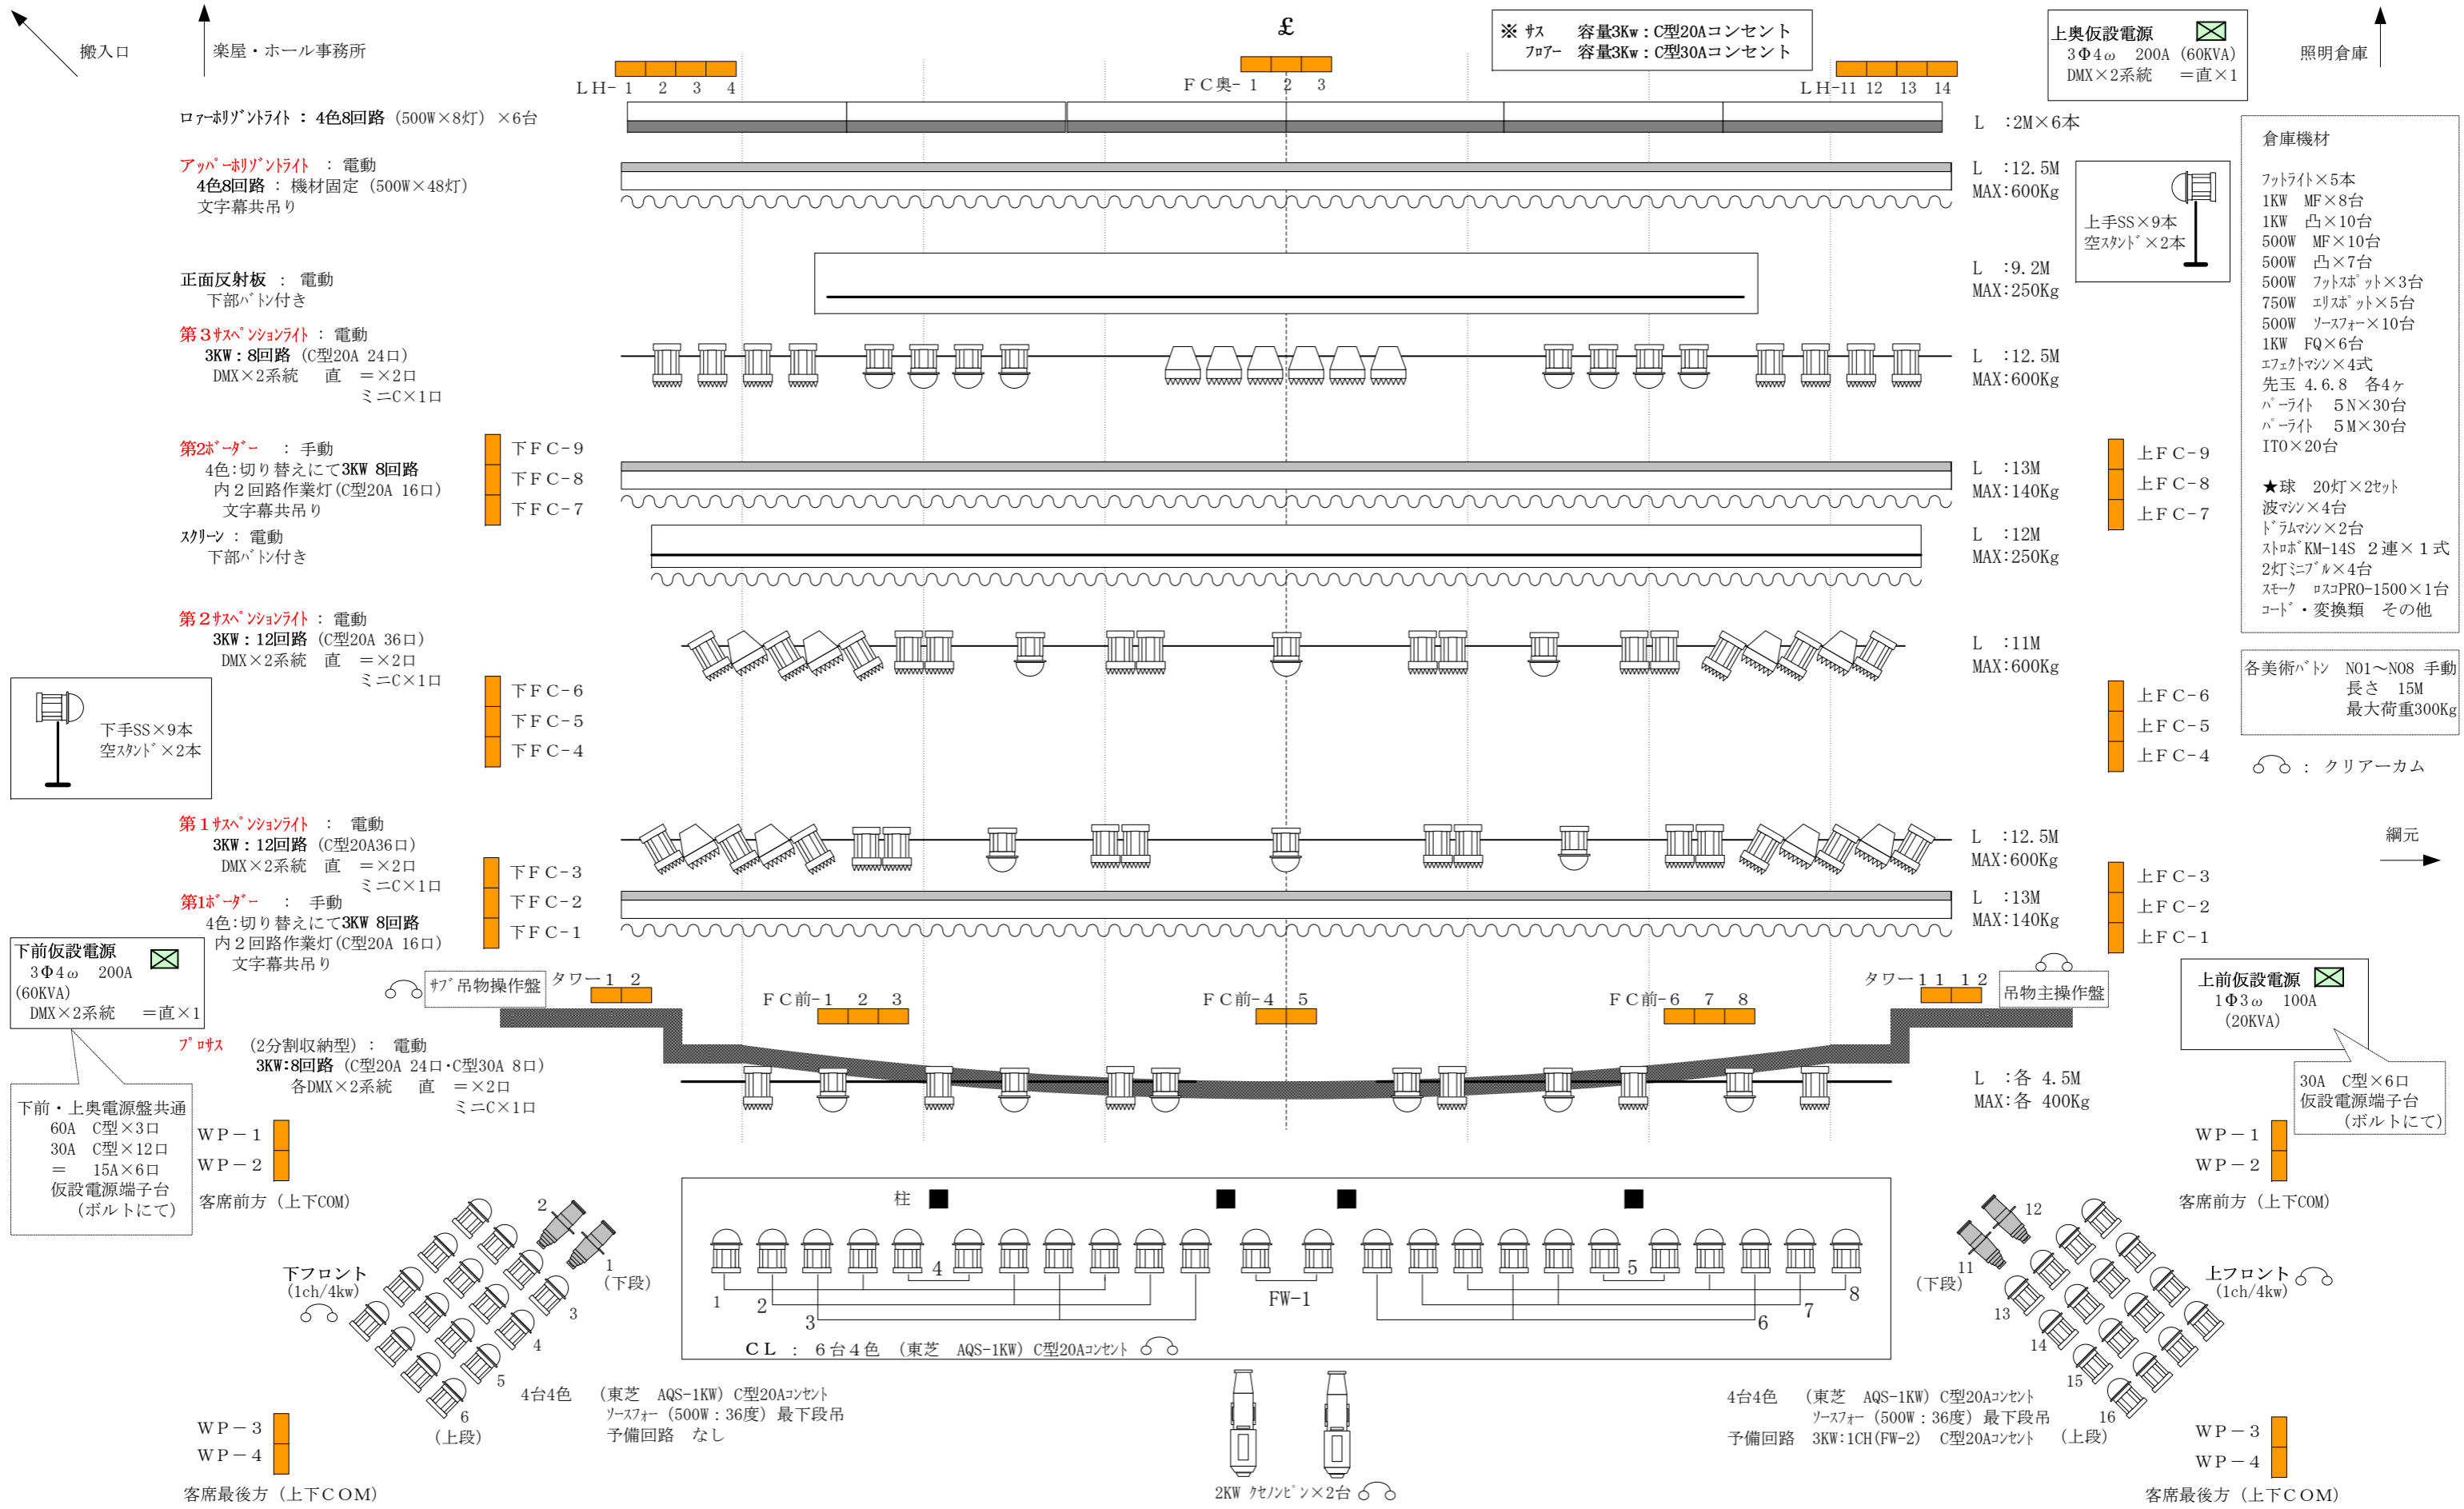 搬入口
楽屋・ホール事務所
£
※ ｻｽ 容量3Kw：C型20Aコンセント
ﾌﾛｱｰ 容量3Kw：C型30Aコンセント
上奥仮設電源
3Φ4ω 200A (60KVA)
DMX×2系統 ＝直×1
照明倉庫
ＬＨ- 1 2 3 4
ＦＣ奥- 1 2 3
ＬＨ-11 12 13 14
ロァーﾎﾘｿﾞﾝﾄライト ： 4色8回路 (500W×8灯) ×6台
L ：2M×6本
アッパｰﾎﾘｿﾞﾝﾄライト ： 電動
4色8回路 ： 機材固定 (500W×48灯)
文字幕共吊り
L ：12.5M
MAX：600Kg
上手SS×9本
空ｽﾀﾝﾄﾞ×2本
正面反射板 ： 電動
下部ﾊﾞﾄﾝ付き
L ：9.2M
MAX：250Kg
第３ｻｽﾍﾟﾝｼｮﾝﾗｲﾄ ： 電動
3KW：8回路 (C型20A 24口)
DMX×2系統 直 ＝×2口
ミニC×1口
L ：12.5M
MAX：600Kg
第2ﾎﾞｰﾀﾞｰ ： 手動
4色:切り替えにて3KW 8回路
内２回路作業灯(C型20A 16口)
文字幕共吊り
下ＦＣ-９
下ＦＣ-８
下ＦＣ-７
L ：13M
MAX：140Kg
上ＦＣ-９
上ＦＣ-８
上ＦＣ-７
ｽｸﾘｰﾝ ： 電動
下部ﾊﾞﾄﾝ付き
L ：12M
MAX：250Kg
倉庫機材
ﾌｯﾄﾗｲﾄ×5本
1KW MF×8台
1KW 凸×10台
500W MF×10台
500W 凸×7台
500W ﾌｯﾄｽﾎﾟｯﾄ×3台
750W ｴﾘｽﾎﾟｯﾄ×5台
500W ｿｰｽﾌｫｰ×10台
1KW FQ×6台
ｴﾌｪｸﾄﾏｼﾝ×4式
先玉 4.6.8 各4ヶ
ﾊﾟｰﾗｲﾄ ５N×30台
ﾊﾟｰﾗｲﾄ ５M×30台
ITO×20台
★球 20灯×2ｾｯﾄ
波ﾏｼﾝ×4台
ﾄﾞﾗﾑﾏｼﾝ×2台
ｽﾄﾛﾎﾞKM-14S ２連×１式
2灯ﾐﾆﾌﾞﾙ×4台
ｽﾓｰｸ ﾛｽｺPRO-1500×1台
ｺｰﾄﾞ・変換類 その他
第２ｻｽﾍﾟﾝｼｮﾝﾗｲﾄ ： 電動
3KW：12回路 (C型20A 36口)
DMX×2系統 直 ＝×2口
ミニC×1口
L ：11M
MAX：600Kg
各美術ﾊﾞﾄﾝ NO1～NO8 手動
長さ 15M
最大荷重300Kg
下手SS×9本
空ｽﾀﾝﾄﾞ×2本
下ＦＣ-６
下ＦＣ-５
下ＦＣ-４
上ＦＣ-６
上ＦＣ-５
上ＦＣ-４
： クリアーカム
第１ｻｽﾍﾟﾝｼｮﾝﾗｲﾄ ： 電動
3KW：12回路 (C型20A36口)
DMX×2系統 直 ＝×2口
ミニC×1口
L ：12.5M
MAX：600Kg
綱元
下ＦＣ-３
下ＦＣ-２
下ＦＣ-１
上ＦＣ-３
上ＦＣ-２
上ＦＣ-１
第1ﾎﾞｰﾀﾞｰ ： 手動
4色:切り替えにて3KW 8回路
内２回路作業灯(C型20A 16口)
文字幕共吊り
L ：13M
MAX：140Kg
下前仮設電源
3Φ4ω 200A
(60KVA)
DMX×2系統 ＝直×1
ｻﾌﾞ吊物操作盤
タワー１ ２
ＦＣ前-１ ２ ３
ＦＣ前-４ ５
ＦＣ前-６ ７ ８
タワー１１ １２
吊物主操作盤
上前仮設電源
1Φ3ω 100A
(20KVA)
ﾌﾟﾛｻｽ (2分割収納型) ： 電動
3KW:8回路 (C型20A 24口・C型30A 8口)
各DMX×2系統 直 ＝×2口
ミニC×1口
L ：各 4.5M
MAX：各 400Kg
下前・上奥電源盤共通
60A C型×3口
30A C型×12口
＝ 15A×6口
仮設電源端子台
(ボルトにて)
30A C型×6口
仮設電源端子台
(ボルトにて)
ＷＰ－１
ＷＰ－２
客席前方 (上下COM)
ＷＰ－１
ＷＰ－２
客席前方 (上下COM)
柱
下フロント
(1ch/4kw)
2
1
(下段)
3
4
5
6
(上段)
1
2
3
4
FW-1
5
6
7
8
ＣＬ ： ６台４色 (東芝 AQS-1KW) C型20Aｺﾝｾﾝﾄ
12
11
(下段)
13
14
15
16
(上段)
上フロント
(1ch/4kw)
4台4色 (東芝 AQS-1KW) C型20Aｺﾝｾﾝﾄ
ｿｰｽﾌｫｰ (500W：36度) 最下段吊
予備回路 なし
4台4色 (東芝 AQS-1KW) C型20Aｺﾝｾﾝﾄ
ｿｰｽﾌｫｰ (500W：36度) 最下段吊
予備回路 3KW:1CH(FW-2) C型20Aｺﾝｾﾝﾄ
ＷＰ－３
ＷＰ－４
客席最後方 (上下ＣＯＭ)
2KW ｸｾﾉﾝﾋﾟﾝ×2台
ＷＰ－３
ＷＰ－４
客席最後方 (上下ＣＯＭ)